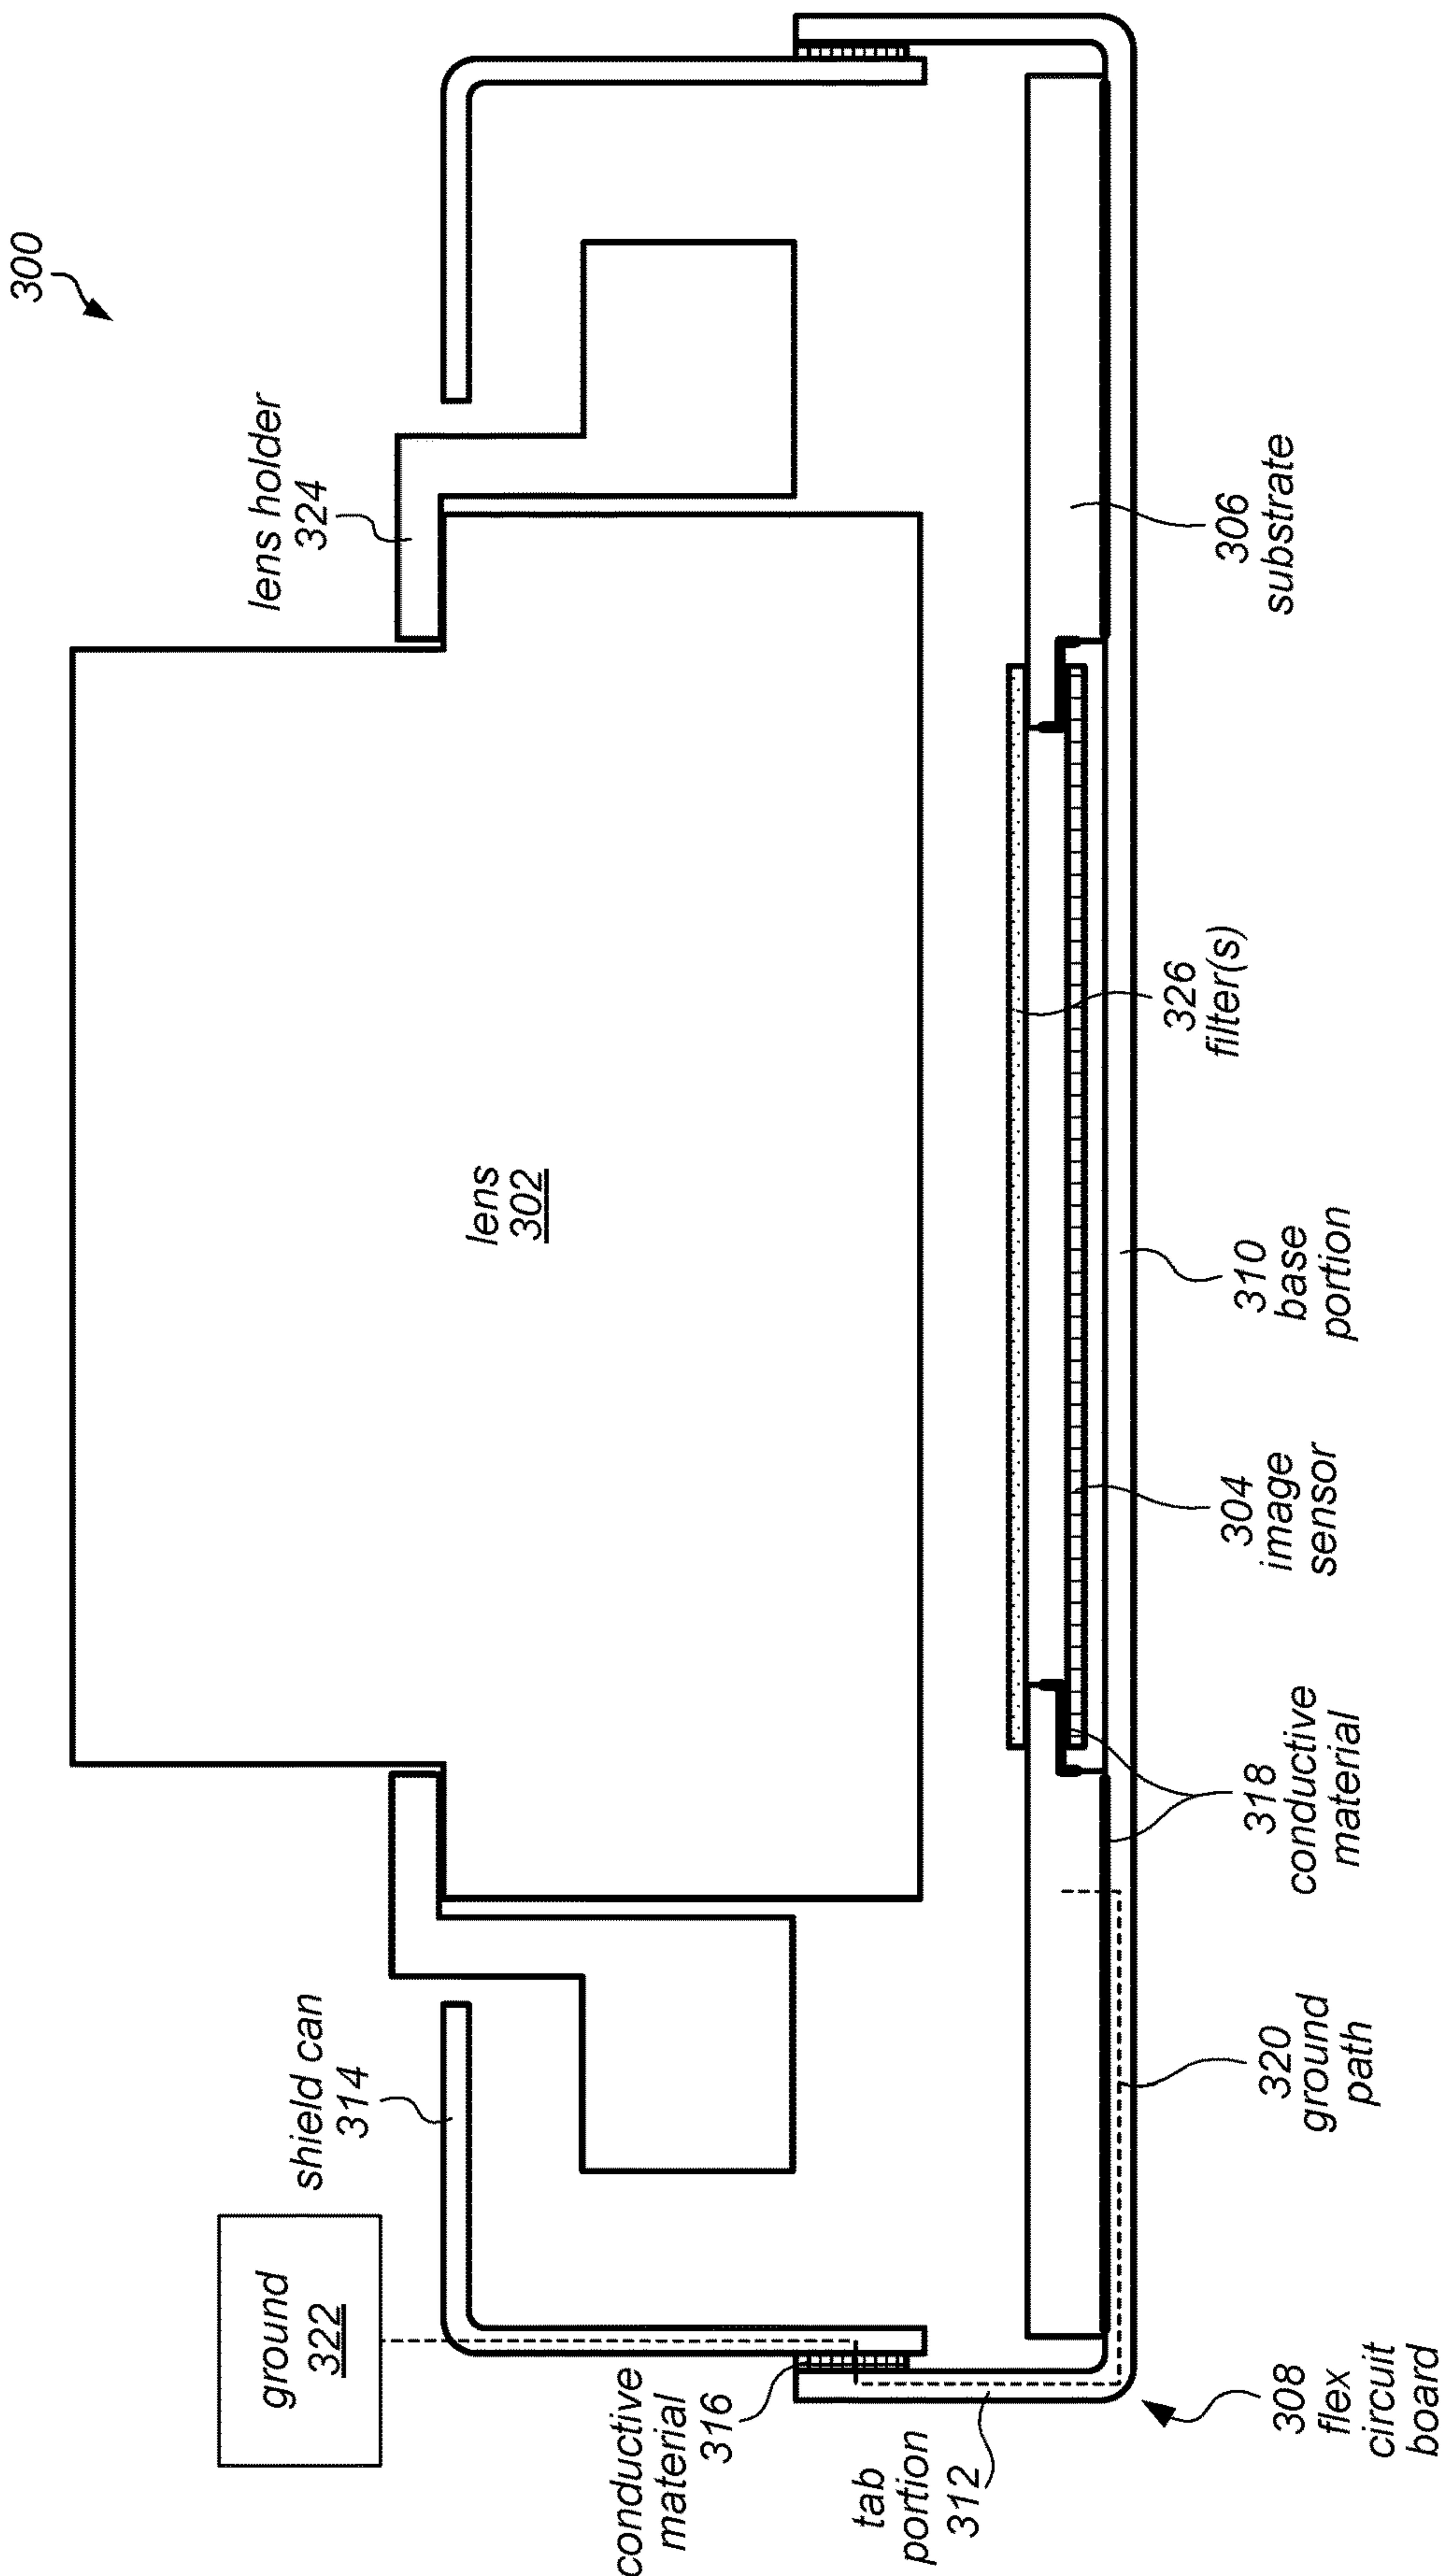 300
lens holder
324
shield can
314
ground
322
lens
302
conductive
material
316
tab
portion
312
308
flex
circuit
board
320
ground
path
318
conductive
material
304
image
sensor
310
base
portion
326
filter(s)
306
substrate